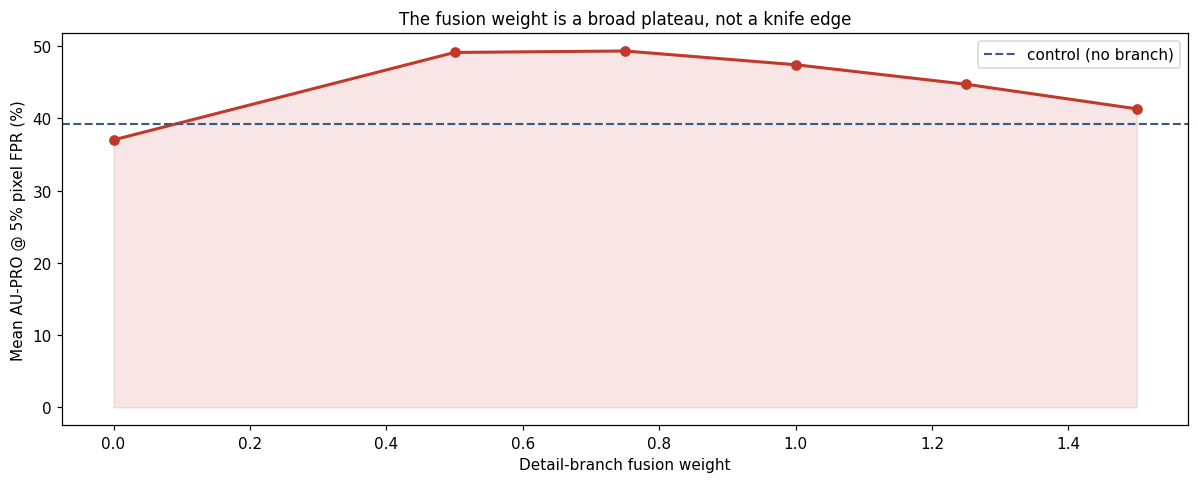 The fusion weight is a broad plateau, not a knife edge
control (no branch)
Mean AU-PRO @ 5% pixel FPR (%)
50
40
30
20
10
0
0.0 0.2 0.4 0.6 0.8 1.0 1.2 1.4
Detail-branch fusion weight